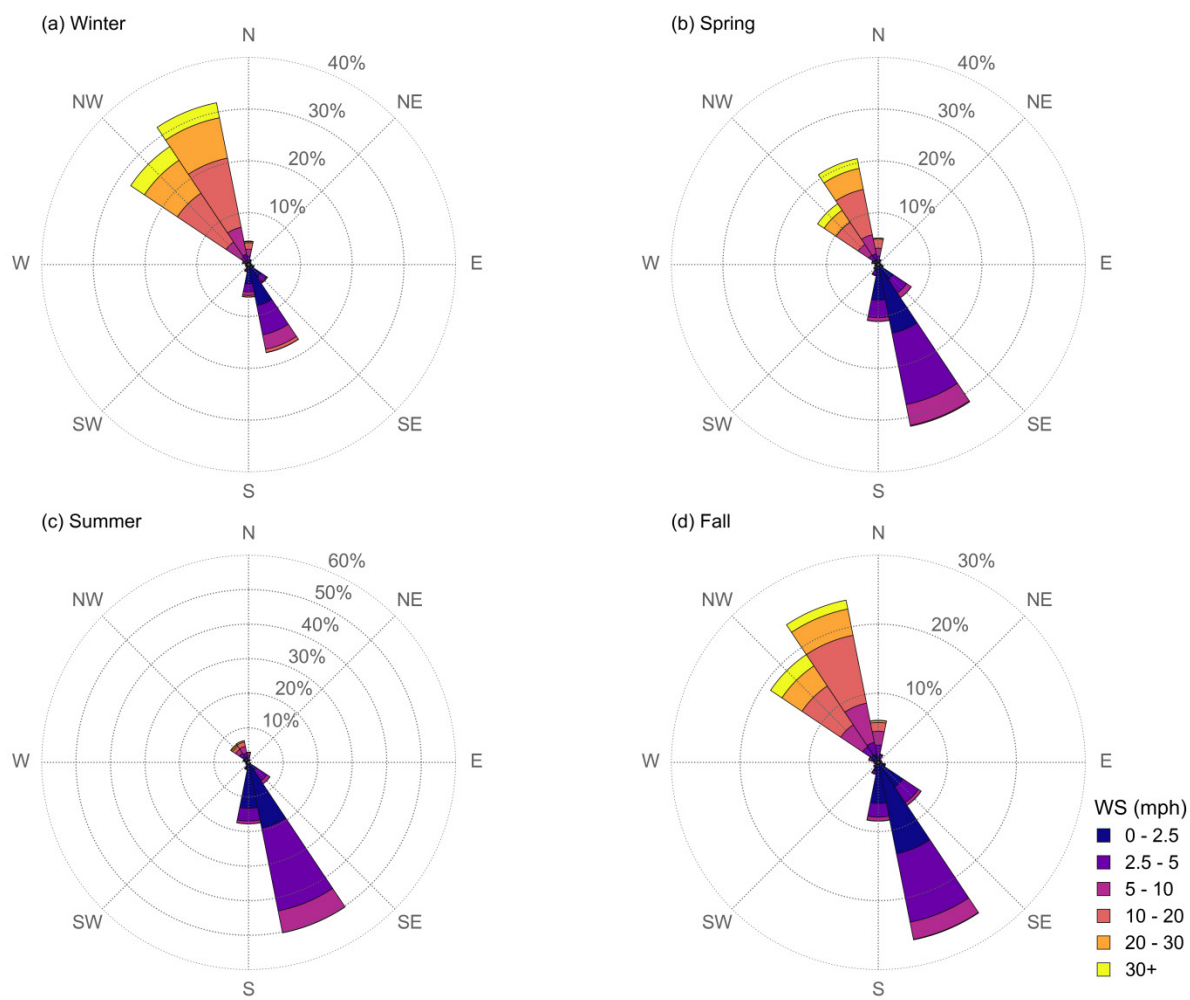 (a) Winter
N
40%
30%
20%
10%
NW
NE
W
E
SW
SE
S
(b) Spring
N
40%
30%
20%
10%
NW
NE
W
E
SW
SE
S
(c) Summer
N
60%
50%
40%
30%
20%
10%
NW
NE
W
E
SW
SE
S
(d) Fall
N
30%
20%
10%
NW
NE
W
E
SW
SE
S
WS (mph)
0 - 2.5
2.5 - 5
5 - 10
10 - 20
20 - 30
30+